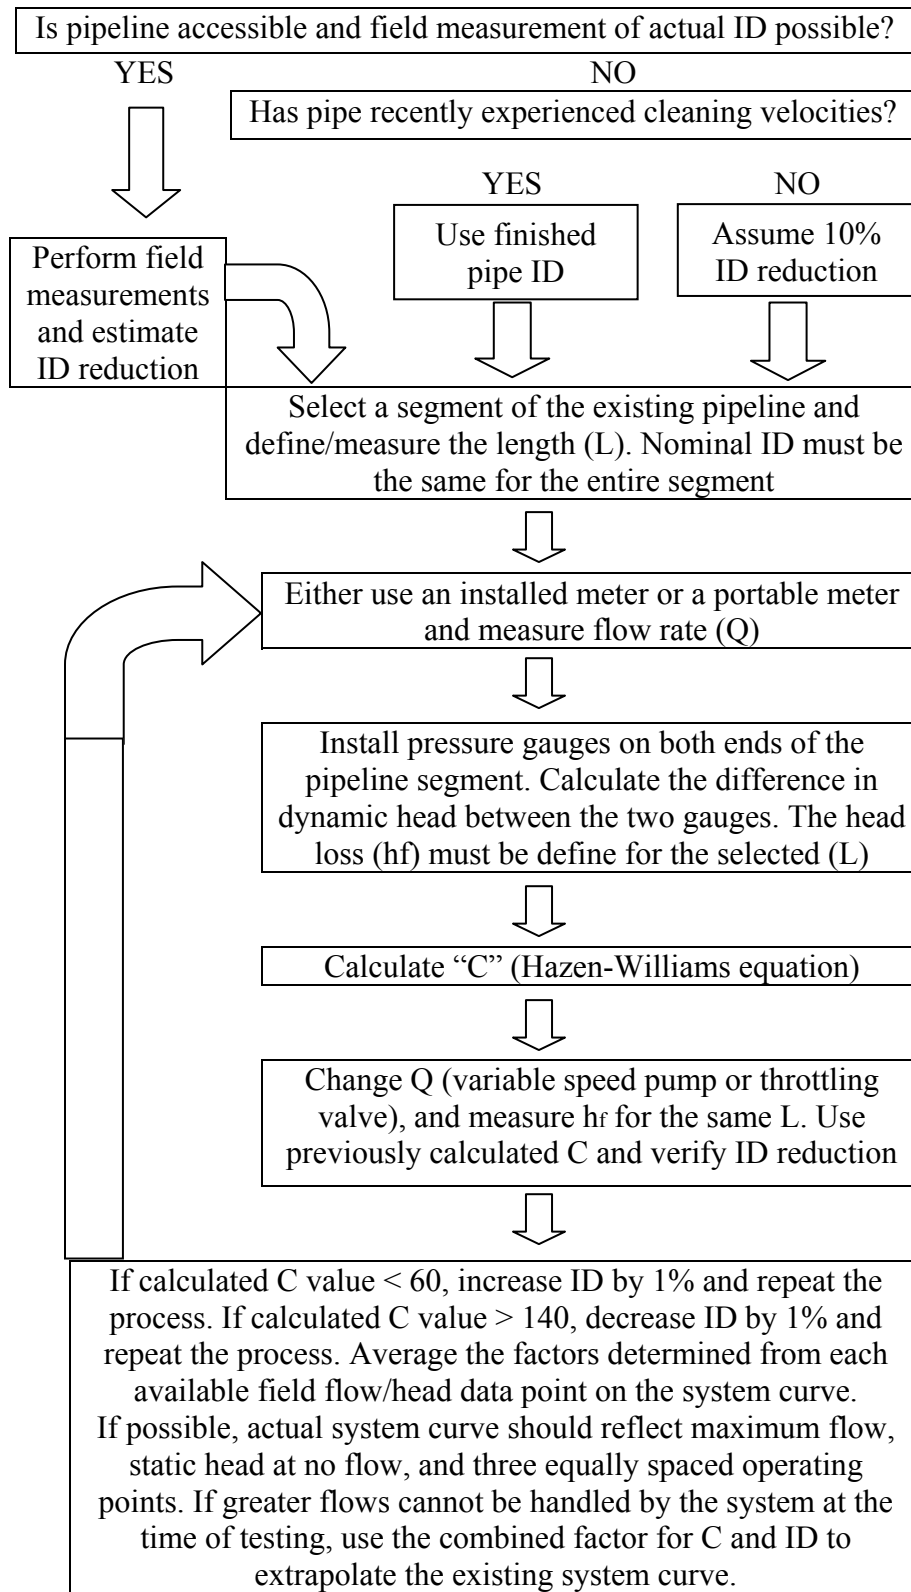 Is pipeline accessible and field measurement of actual ID possible?
YES
NO
Has pipe recently experienced cleaning velocities?
YES
NO
Perform field
measurements
and estimate
ID reduction
Use finished
pipe ID
Assume 10%
ID reduction
Select a segment of the existing pipeline and
define/measure the length (L). Nominal ID must be
the same for the entire segment
Either use an installed meter or a portable meter
and measure flow rate (Q)
Install pressure gauges on both ends of the
pipeline segment. Calculate the difference in
dynamic head between the two gauges. The head
loss (hf) must be define for the selected (L)
Calculate “C” (Hazen-Williams equation)
Change Q (variable speed pump or throttling
valve), and measure hf for the same L. Use
previously calculated C and verify ID reduction
If calculated C value < 60, increase ID by 1% and repeat the
process. If calculated C value > 140, decrease ID by 1% and
repeat the process. Average the factors determined from each
available field flow/head data point on the system curve.
If possible, actual system curve should reflect maximum flow,
static head at no flow, and three equally spaced operating
points. If greater flows cannot be handled by the system at the
time of testing, use the combined factor for C and ID to
extrapolate the existing system curve.